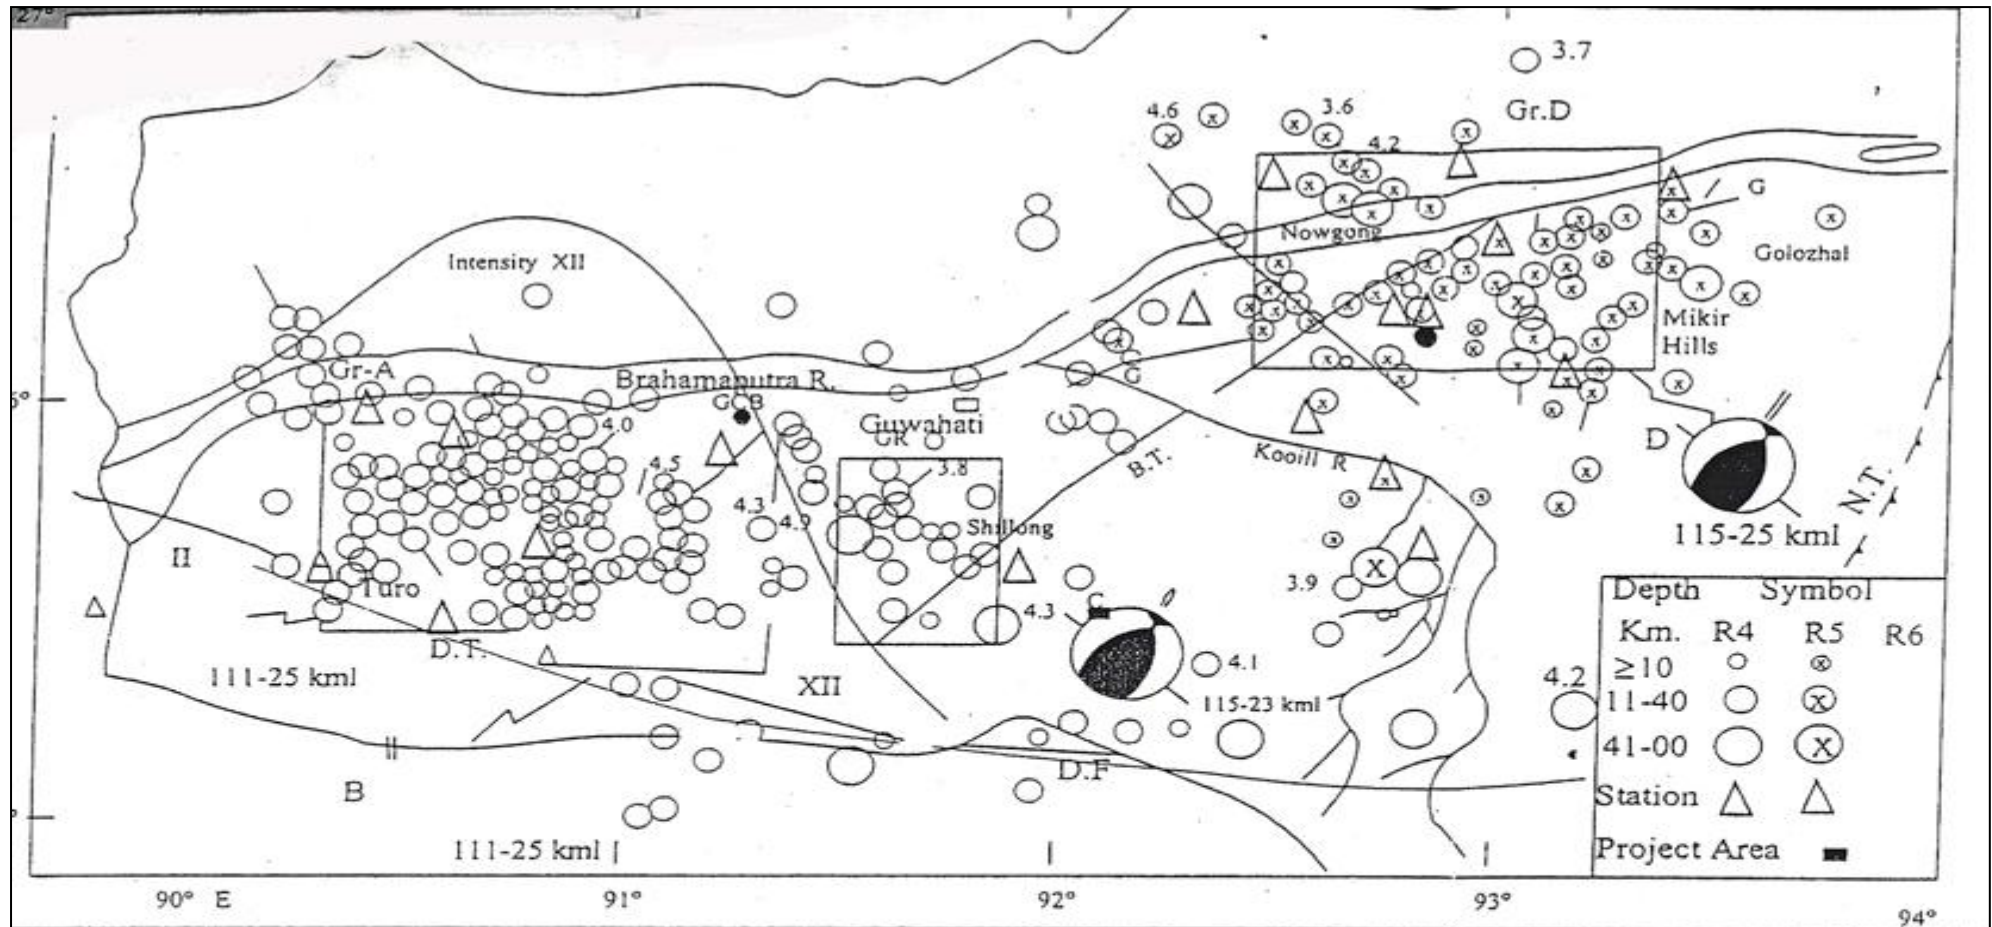 27°
3.7
4.6
3.6
Gr.D
4.2
G
Nowgong
Golozhal
Intensity XII
Mikir
Hills
G
G
Gr-A
Brahamaputra R.
GCB
Guwahati
GR
4.0
4.5
3.8
B.T.
Kooill R
D
N.T.
4.3
4.9
Shillong
115-25 kml
II
Turo
3.9
4.3
C
4.1
D.T.
111-25 kml
XII
115-23 kml
4.2
D.F
B
111-25 kml
Depth Symbol
Km. R4 R5 R6
≥10
11-40
41-00
Station
Project Area
90° E
91°
92°
93°
94°